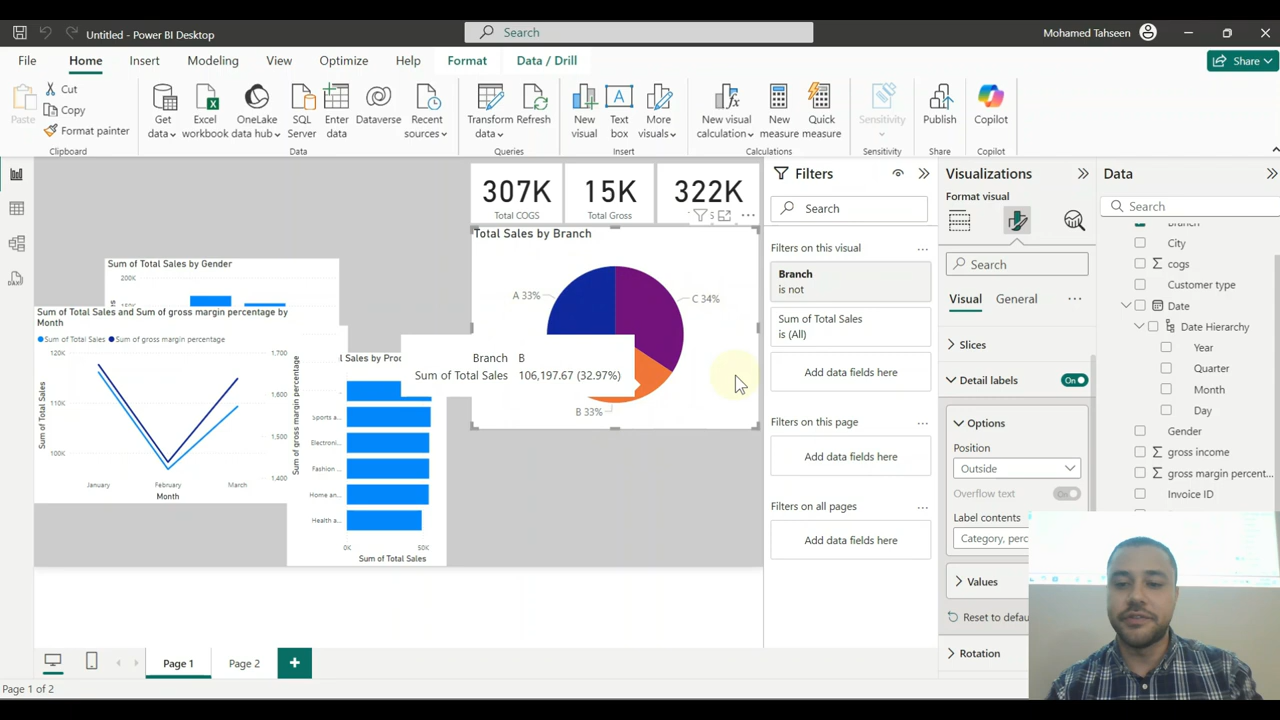 Untitled - Power BI Desktop
Search
Mohamed Tahseen
File
Home
Insert
Modeling
View
Optimize
Help
Format
Data / Drill
Share
Paste
Cut
Copy
Format painter
Clipboard
Get data
Excel workbook
OneLake data hub
SQL Server
Enter data
Dataverse
Recent sources
Data
Transform data
Refresh
Queries
New visual
Text box
More visuals
Insert
New visual calculation
New measure
Quick measure
Calculations
Sensitivity
Sensitivity
Publish
Share
Copilot
Copilot
307K
Total COGS
15K
Total Gross
322K
Total Sales by Branch
A 33%
C 34%
B 33%
Branch B
Sum of Total Sales 106,197.67 (32.97%)
Sum of Total Sales by Gender
200K
Sum of Total Sales and Sum of gross margin percentage by
Month
Sum of Total Sales
Sum of gross margin percentage
120K
110K
100K
Sum of Total Sales
1,700
1,600
1,500
1,400
Sum of gross margin percentage
January
February
March
Month
Sports a...
Electroni...
Fashion ...
Home an...
Health a...
0K
50K
Sum of Total Sales
Filters
Search
Filters on this visual
Branch
is not
Sum of Total Sales
is (All)
Add data fields here
Filters on this page
Add data fields here
Filters on all pages
Add data fields here
Visualizations
Format visual
Search
Visual
General
Slices
Detail labels
On
Options
Position
Outside
Overflow text
On
Label contents
Category, perc
Values
Reset to defau
Rotation
Data
Search
City
cogs
Customer type
Date
Date Hierarchy
Year
Quarter
Month
Day
Gender
gross income
gross margin percent...
Invoice ID
Page 1
Page 2
Page 1 of 2